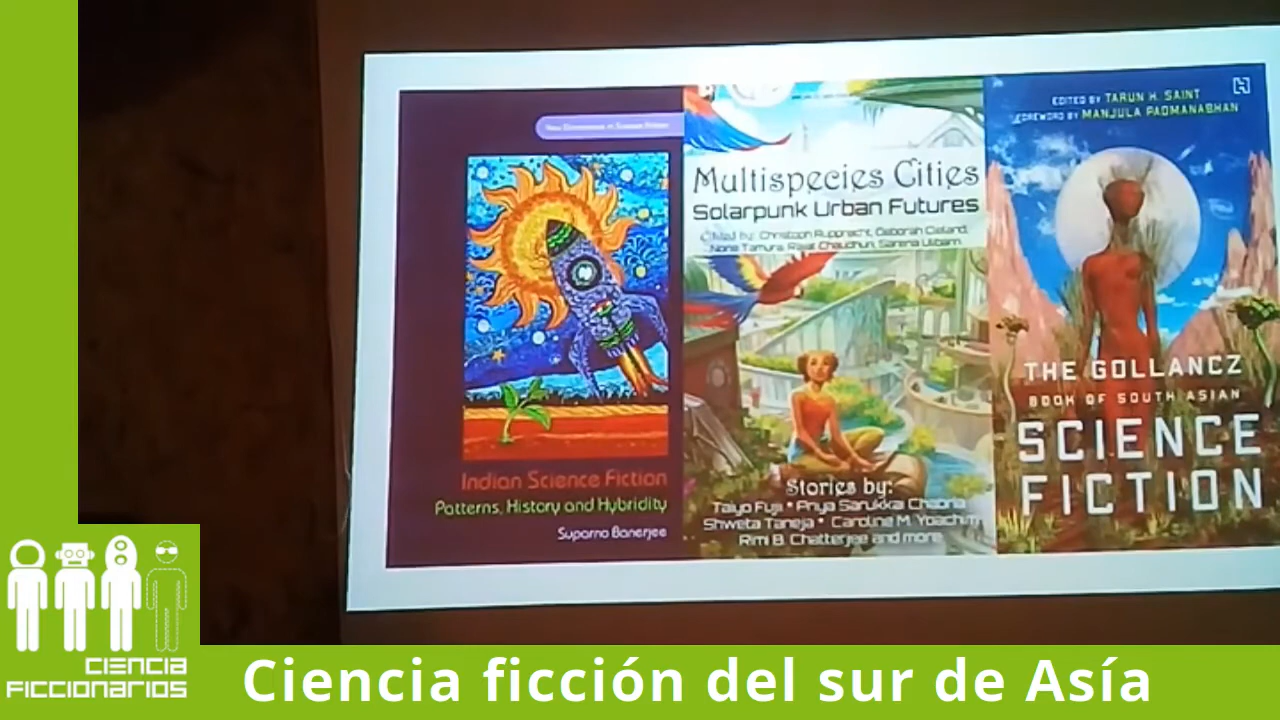 New Dimensions in Science Fiction
Indian Science Fiction
Patterns, History and Hybridity
Suparno Banerjee
Multispecies Cities
Solarpunk Urban Futures
Edited by: Christoph Rupprecht, Deborah Cleland,
Norie Tamura, Rajat Chaudhuri, Sarena Ulibarri
Stories by:
Taiyo Fujii • Priya Sarukkai Chabria
Shweta Taneja • Caroline M. Yoachim
Rimi B. Chatterjee and more
EDITED BY TARUN K. SAINT
FOREWORD BY MANJULA PADMANABHAN
THE GOLLANCZ
BOOK OF SOUTH ASIAN
SCIENCE
FICTION
CIENCIA
FICCIONARIOS
Ciencia ficción del sur de Asía